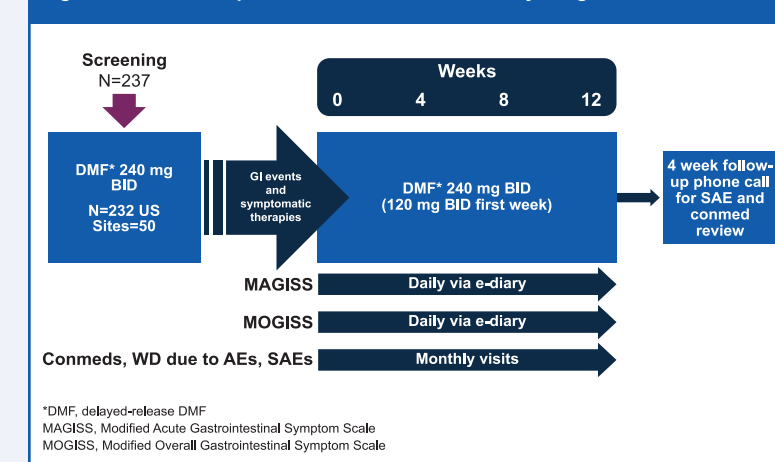 Screening
N=237
Weeks
0 4 8 12
DMF* 240 mg
BID
N=232 US
Sites=50
GI events
and
symptomatic
therapies
DMF* 240 mg BID
(120 mg BID first week)
4 week follow-
up phone call
for SAE and
conmed
review
MAGISS Daily via e-diary
MOGISS Daily via e-diary
Conmeds, WD due to AEs, SAEs Monthly visits
*DMF, delayed-release DMF
MAGISS, Modified Acute Gastrointestinal Symptom Scale
MOGISS, Modified Overall Gastrointestinal Symptom Scale